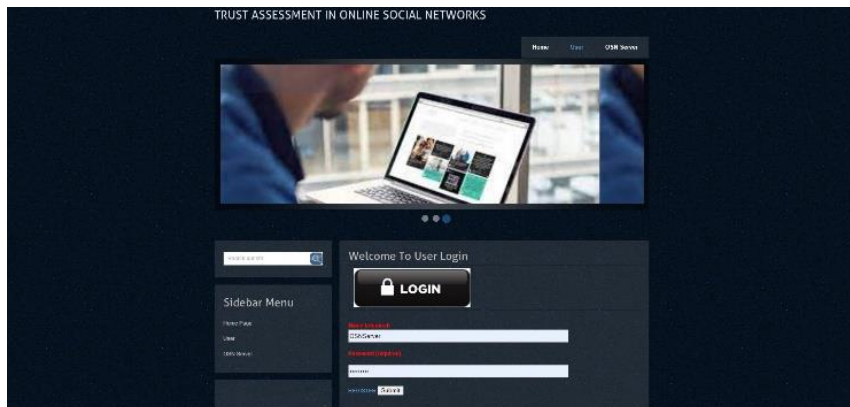 TRUST ASSESSMENT IN ONLINE SOCIAL NETWORKS
Home User OSN Server
Welcome To User Login
LOGIN
Sidebar Menu
Home Page
User
OSN Server
OSNServer
REGISTER Submit